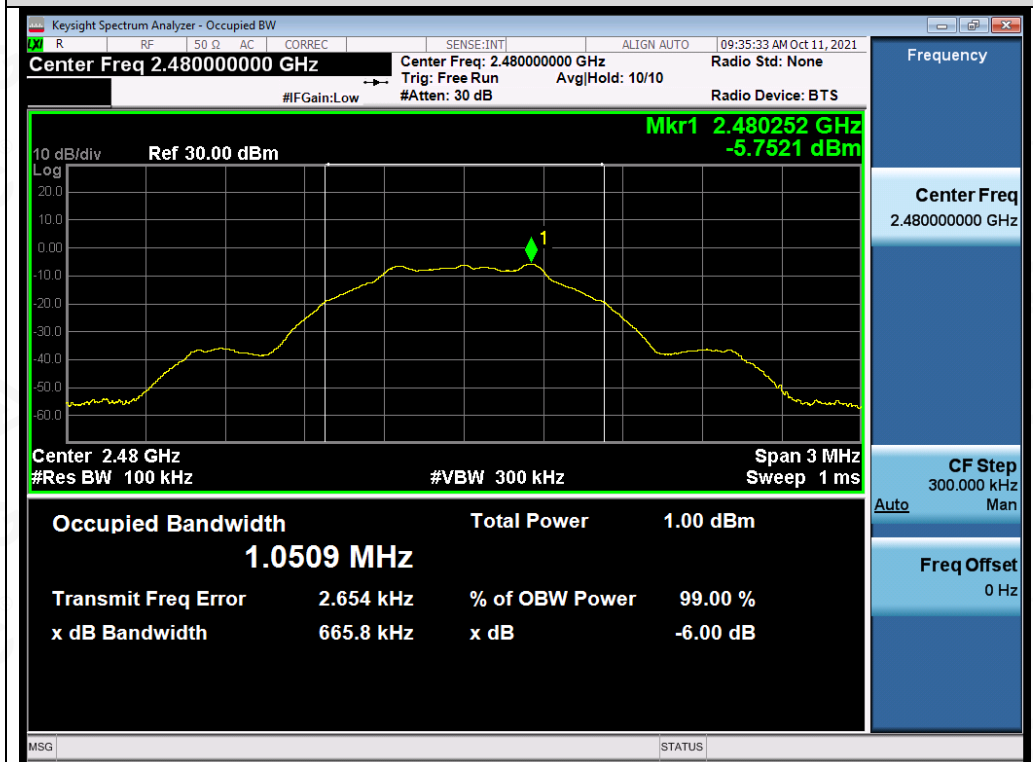 Keysight Spectrum Analyzer - Occupied BW
LXI R RF 50 Ω AC CORREC SENSE:INT ALIGN AUTO 09:35:33 AM Oct 11, 2021
Center Freq 2.480000000 GHz
Center Freq: 2.480000000 GHz
Radio Std: None
Trig: Free Run Avg|Hold: 10/10
#IFGain:Low #Atten: 30 dB Radio Device: BTS
Mkr1 2.480252 GHz
-5.7521 dBm
10 dB/div Ref 30.00 dBm
Log
20.0
10.0
0.00
-10.0
-20.0
-30.0
-40.0
-50.0
-60.0
1
Center 2.48 GHz Span 3 MHz
#Res BW 100 kHz #VBW 300 kHz Sweep 1 ms
Occupied Bandwidth Total Power 1.00 dBm
1.0509 MHz
Transmit Freq Error 2.654 kHz % of OBW Power 99.00 %
x dB Bandwidth 665.8 kHz x dB -6.00 dB
Frequency
Center Freq
2.480000000 GHz
CF Step
300.000 kHz
Auto Man
Freq Offset
0 Hz
MSG STATUS